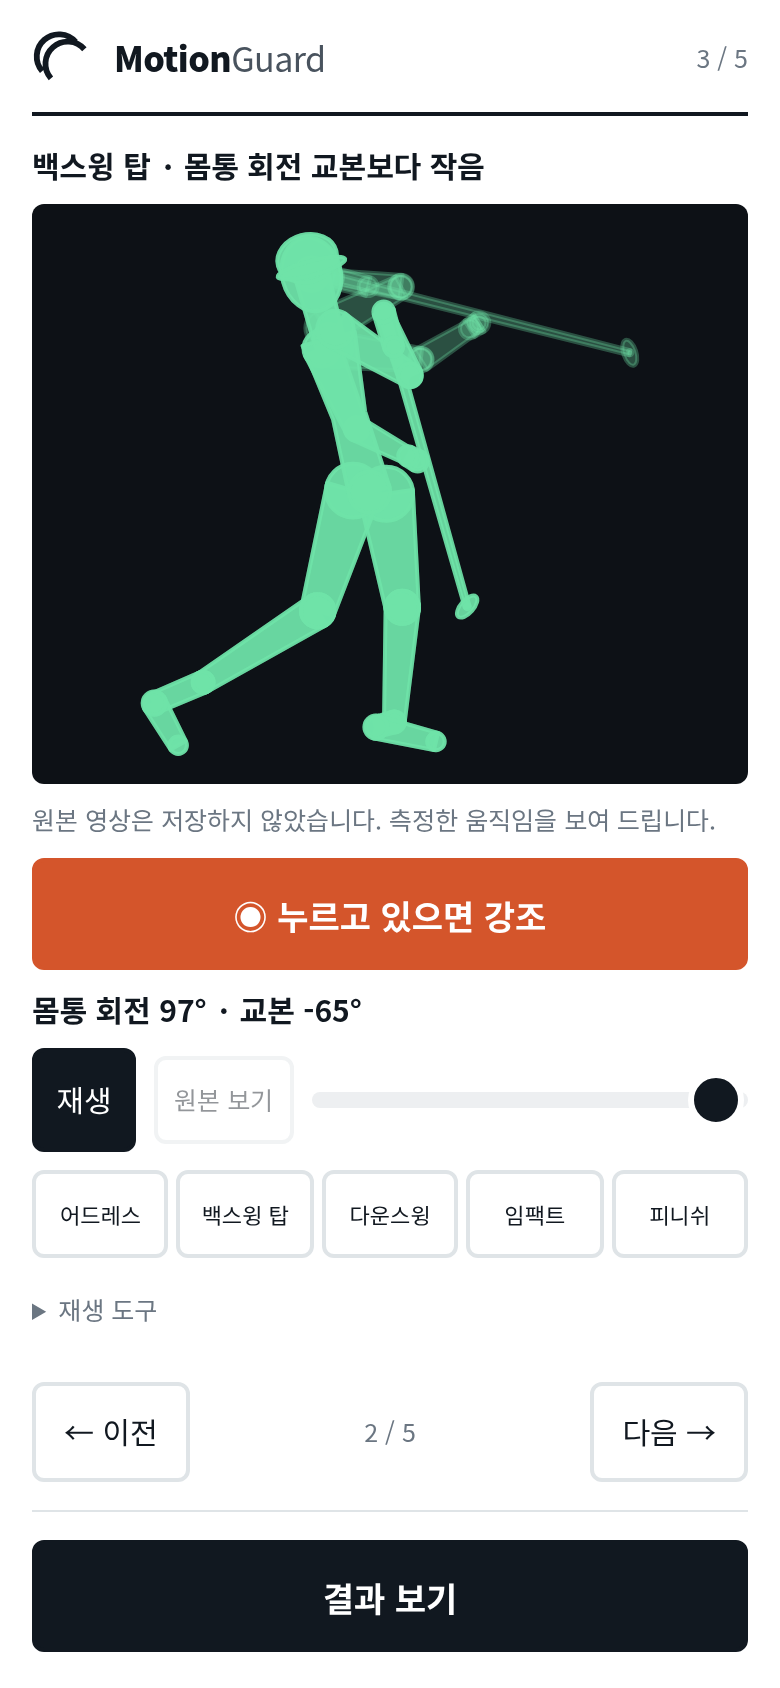 MotionGuard
3 / 5
백스윙 탑 · 몸통 회전 교본보다 작음
원본 영상은 저장하지 않았습니다. 측정한 움직임을 보여 드립니다.
◉ 누르고 있으면 강조
몸통 회전 97° · 교본 -65°
재생
원본 보기
어드레스
백스윙 탑
다운스윙
임팩트
피니쉬
▶ 재생 도구
← 이전
2 / 5
다음 →
결과 보기